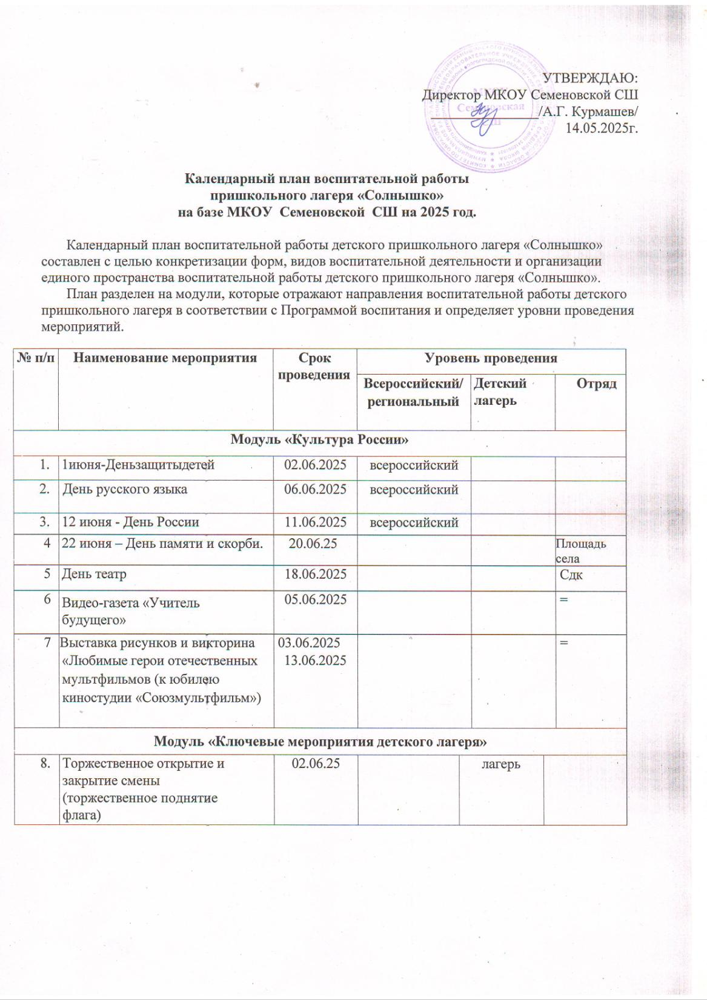 УТВЕРЖДАЮ:
Директор МКОУ Семеновской СШ
/А.Г. Курмашев/
14.05.2025г.
МКОУ
Семеновская
СШ
Календарный план воспитательной работы
пришкольного лагеря «Солнышко»
на базе МКОУ Семеновской СШ на 2025 год.
Календарный план воспитательной работы детского пришкольного лагеря «Солнышко»
составлен с целью конкретизации форм, видов воспитательной деятельности и организации
единого пространства воспитательной работы детского пришкольного лагеря «Солнышко».
План разделен на модули, которые отражают направления воспитательной работы детского
пришкольного лагеря в соответствии с Программой воспитания и определяет уровни проведения
мероприятий.
№ п/п Наименование мероприятия Срок Уровень проведения
проведения
Всероссийский/ Детский Отряд
региональный лагерь
Модуль «Культура России»
1. 1июня-Деньзащитыдетей 02.06.2025 всероссийский
2. День русского языка 06.06.2025 всероссийский
3. 12 июня - День России 11.06.2025 всероссийский
4 22 июня – День памяти и скорби. 20.06.25 Площадь
села
5 День театр 18.06.2025 Сдк
6 Видео-газета «Учитель 05.06.2025 =
будущего»
7 Выставка рисунков и викторина 03.06.2025 =
«Любимые герои отечественных 13.06.2025
мультфильмов (к юбилею
киностудии «Союзмультфильм»)
Модуль «Ключевые мероприятия детского лагеря»
8. Торжественное открытие и 02.06.25 лагерь
закрытие смены
(торжественное поднятие
флага)